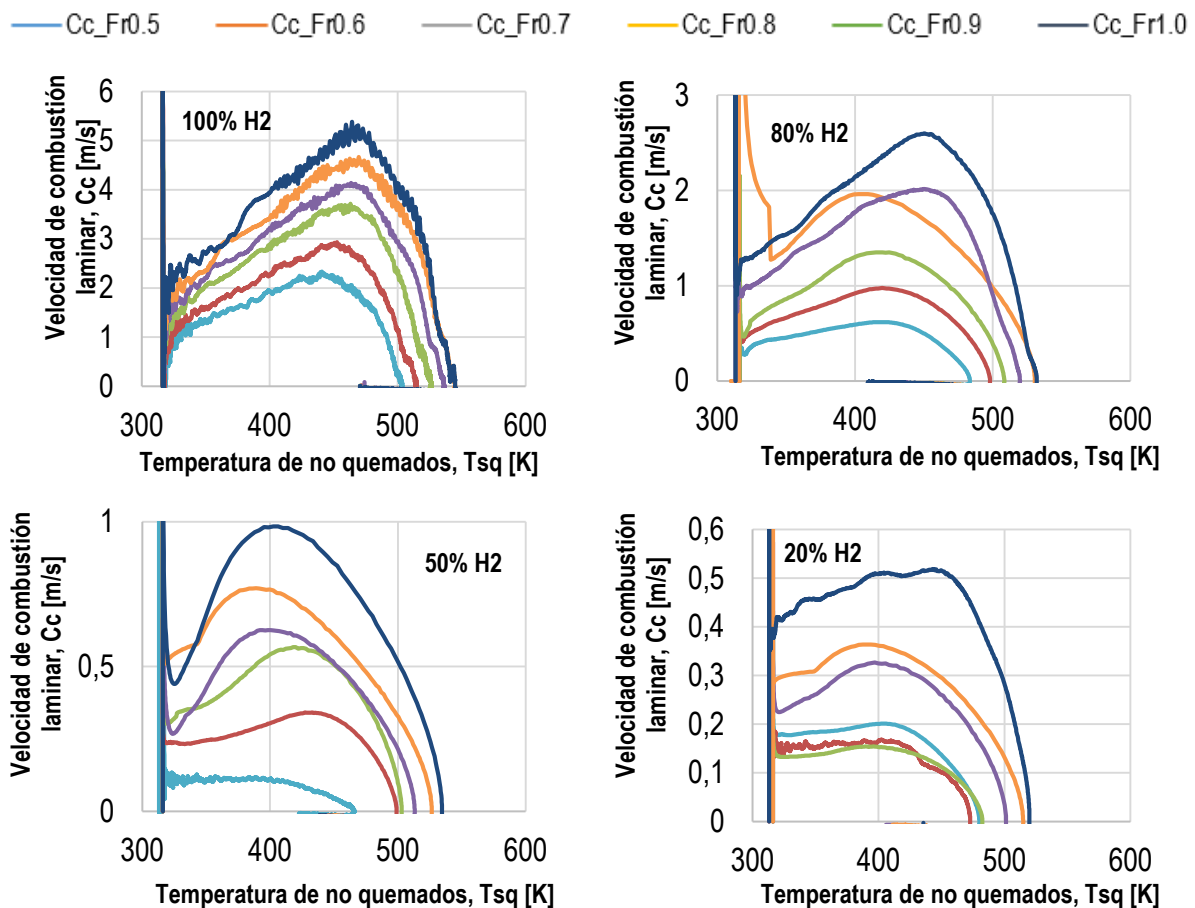 Cc_Fr0.5 Cc_Fr0.6 Cc_Fr0.7 Cc_Fr0.8 Cc_Fr0.9 Cc_Fr1.0
Velocidad de combustión
laminar, Cc [m/s]
6
5
4
3
2
1
0
100% H2
300 400 500 600
Temperatura de no quemados, Tsq [K]
Velocidad de combustión
laminar, Cc [m/s]
3
2
1
0
80% H2
300 400 500 600
Temperatura de no quemados, Tsq [K]
Velocidad de combustión
laminar, Cc [m/s]
1
0,5
0
50% H2
300 400 500 600
Temperatura de no quemados, Tsq [K]
Velocidad de combustión
laminar, Cc [m/s]
0,6
0,5
0,4
0,3
0,2
0,1
0
20% H2
300 400 500 600
Temperatura de no quemados, Tsq [K]